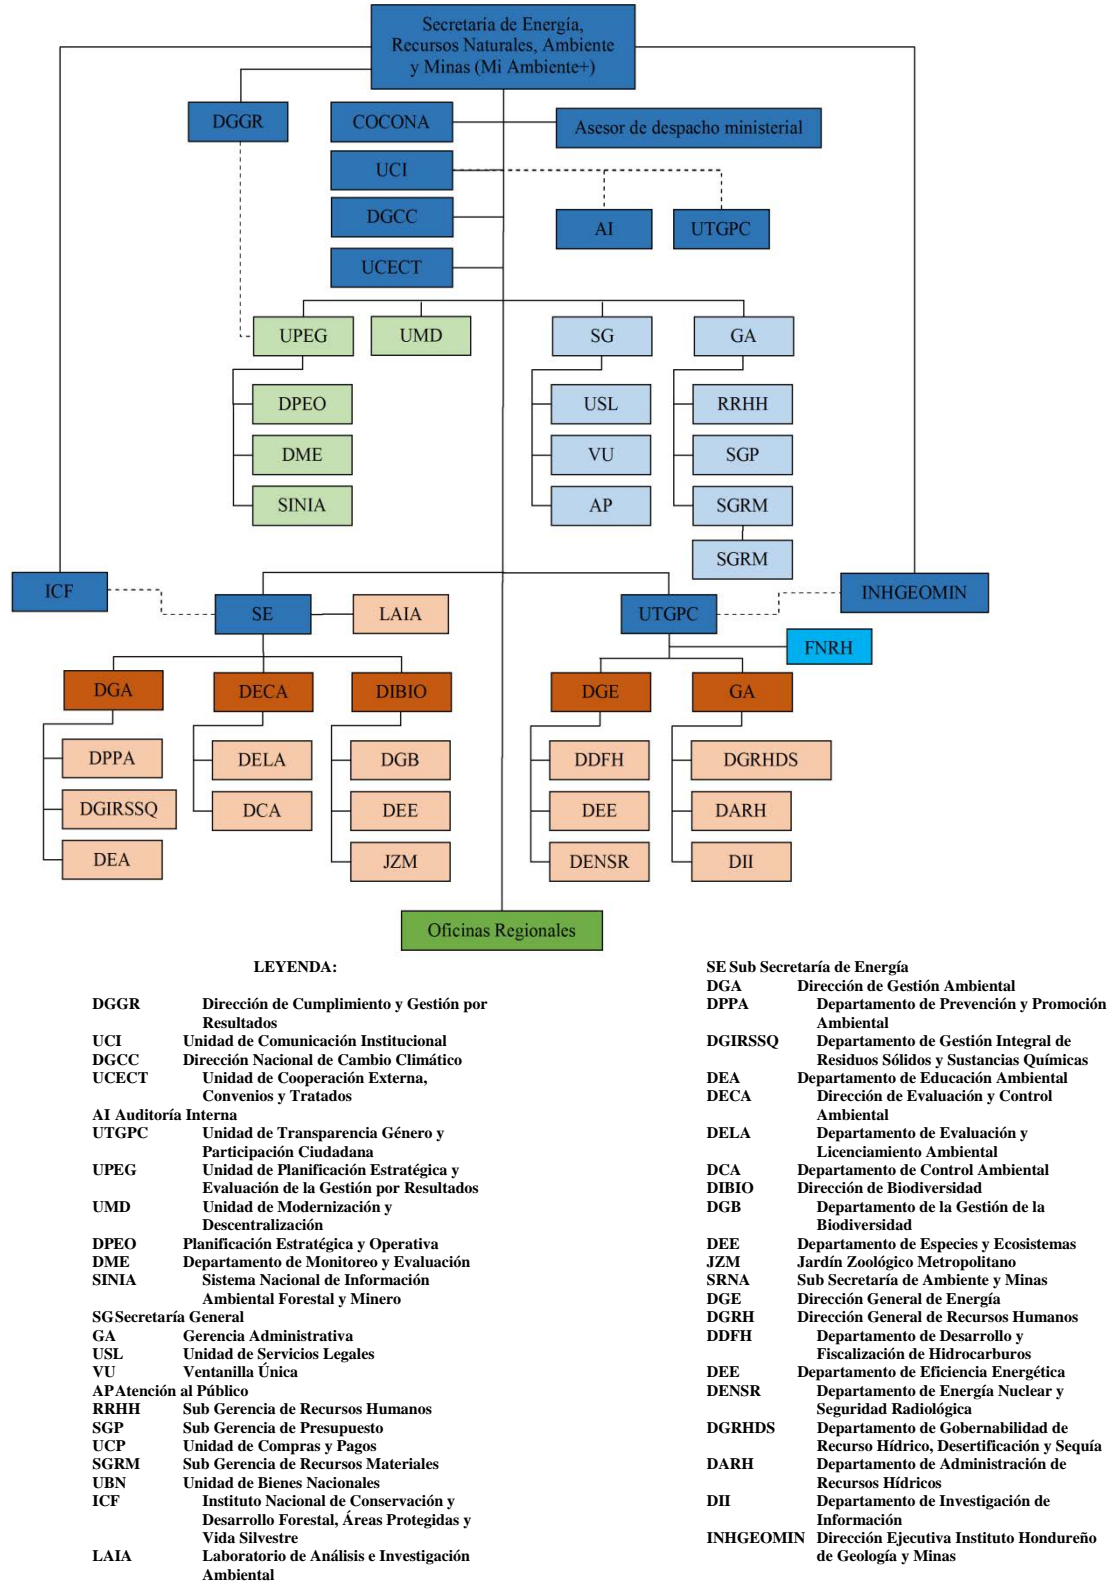 Secretaría de Energía,
Recursos Naturales, Ambiente
y Minas (Mi Ambiente+)
DGGR
COCONA
Asesor de despacho ministerial
UCI
DGCC
AI
UTGPC
UCECT
UPEG
UMD
SG
GA
DPEO
USL
RRHH
DME
VU
SGP
SINIA
AP
SGRM
SGRM
ICF
INHGEOMIN
SE
LAIA
UTGPC
FNRH
DGA
DECA
DIBIO
DGE
GA
DPPA
DELA
DGB
DDFH
DGRHDS
DGIRSSQ
DCA
DEE
DEE
DARH
DEA
JZM
DENSR
DII
Oficinas Regionales
LEYENDA:
DGGR Dirección de Cumplimiento y Gestión por
Resultados
UCI Unidad de Comunicación Institucional
DGCC Dirección Nacional de Cambio Climático
UCECT Unidad de Cooperación Externa,
Convenios y Tratados
AI Auditoría Interna
UTGPC Unidad de Transparencia Género y
Participación Ciudadana
UPEG Unidad de Planificación Estratégica y
Evaluación de la Gestión por Resultados
UMD Unidad de Modernización y
Descentralización
DPEO Planificación Estratégica y Operativa
DME Departamento de Monitoreo y Evaluación
SINIA Sistema Nacional de Información
Ambiental Forestal y Minero
SG Secretaría General
GA Gerencia Administrativa
USL Unidad de Servicios Legales
VU Ventanilla Única
AP Atención al Público
RRHH Sub Gerencia de Recursos Humanos
SGP Sub Gerencia de Presupuesto
UCP Unidad de Compras y Pagos
SGRM Sub Gerencia de Recursos Materiales
UBN Unidad de Bienes Nacionales
ICF Instituto Nacional de Conservación y
Desarrollo Forestal, Áreas Protegidas y
Vida Silvestre
LAIA Laboratorio de Análisis e Investigación
Ambiental
SE Sub Secretaría de Energía
DGA Dirección de Gestión Ambiental
DPPA Departamento de Prevención y Promoción
Ambiental
DGIRSSQ Departamento de Gestión Integral de
Residuos Sólidos y Sustancias Químicas
DEA Departamento de Educación Ambiental
DECA Dirección de Evaluación y Control
Ambiental
DELA Departamento de Evaluación y
Licenciamiento Ambiental
DCA Departamento de Control Ambiental
DIBIO Dirección de Biodiversidad
DGB Departamento de la Gestión de la
Biodiversidad
DEE Departamento de Especies y Ecosistemas
JZM Jardín Zoológico Metropolitano
SRNA Sub Secretaría de Ambiente y Minas
DGE Dirección General de Energía
DGRH Dirección General de Recursos Humanos
DDFH Departamento de Desarrollo y
Fiscalización de Hidrocarburos
DEE Departamento de Eficiencia Energética
DENSR Departamento de Energía Nuclear y
Seguridad Radiológica
DGRHDS Departamento de Gobernabilidad de
Recurso Hídrico, Desertificación y Sequía
DARH Departamento de Administración de
Recursos Hídricos
DII Departamento de Investigación de
Información
INHGEOMIN Dirección Ejecutiva Instituto Hondureño
de Geología y Minas